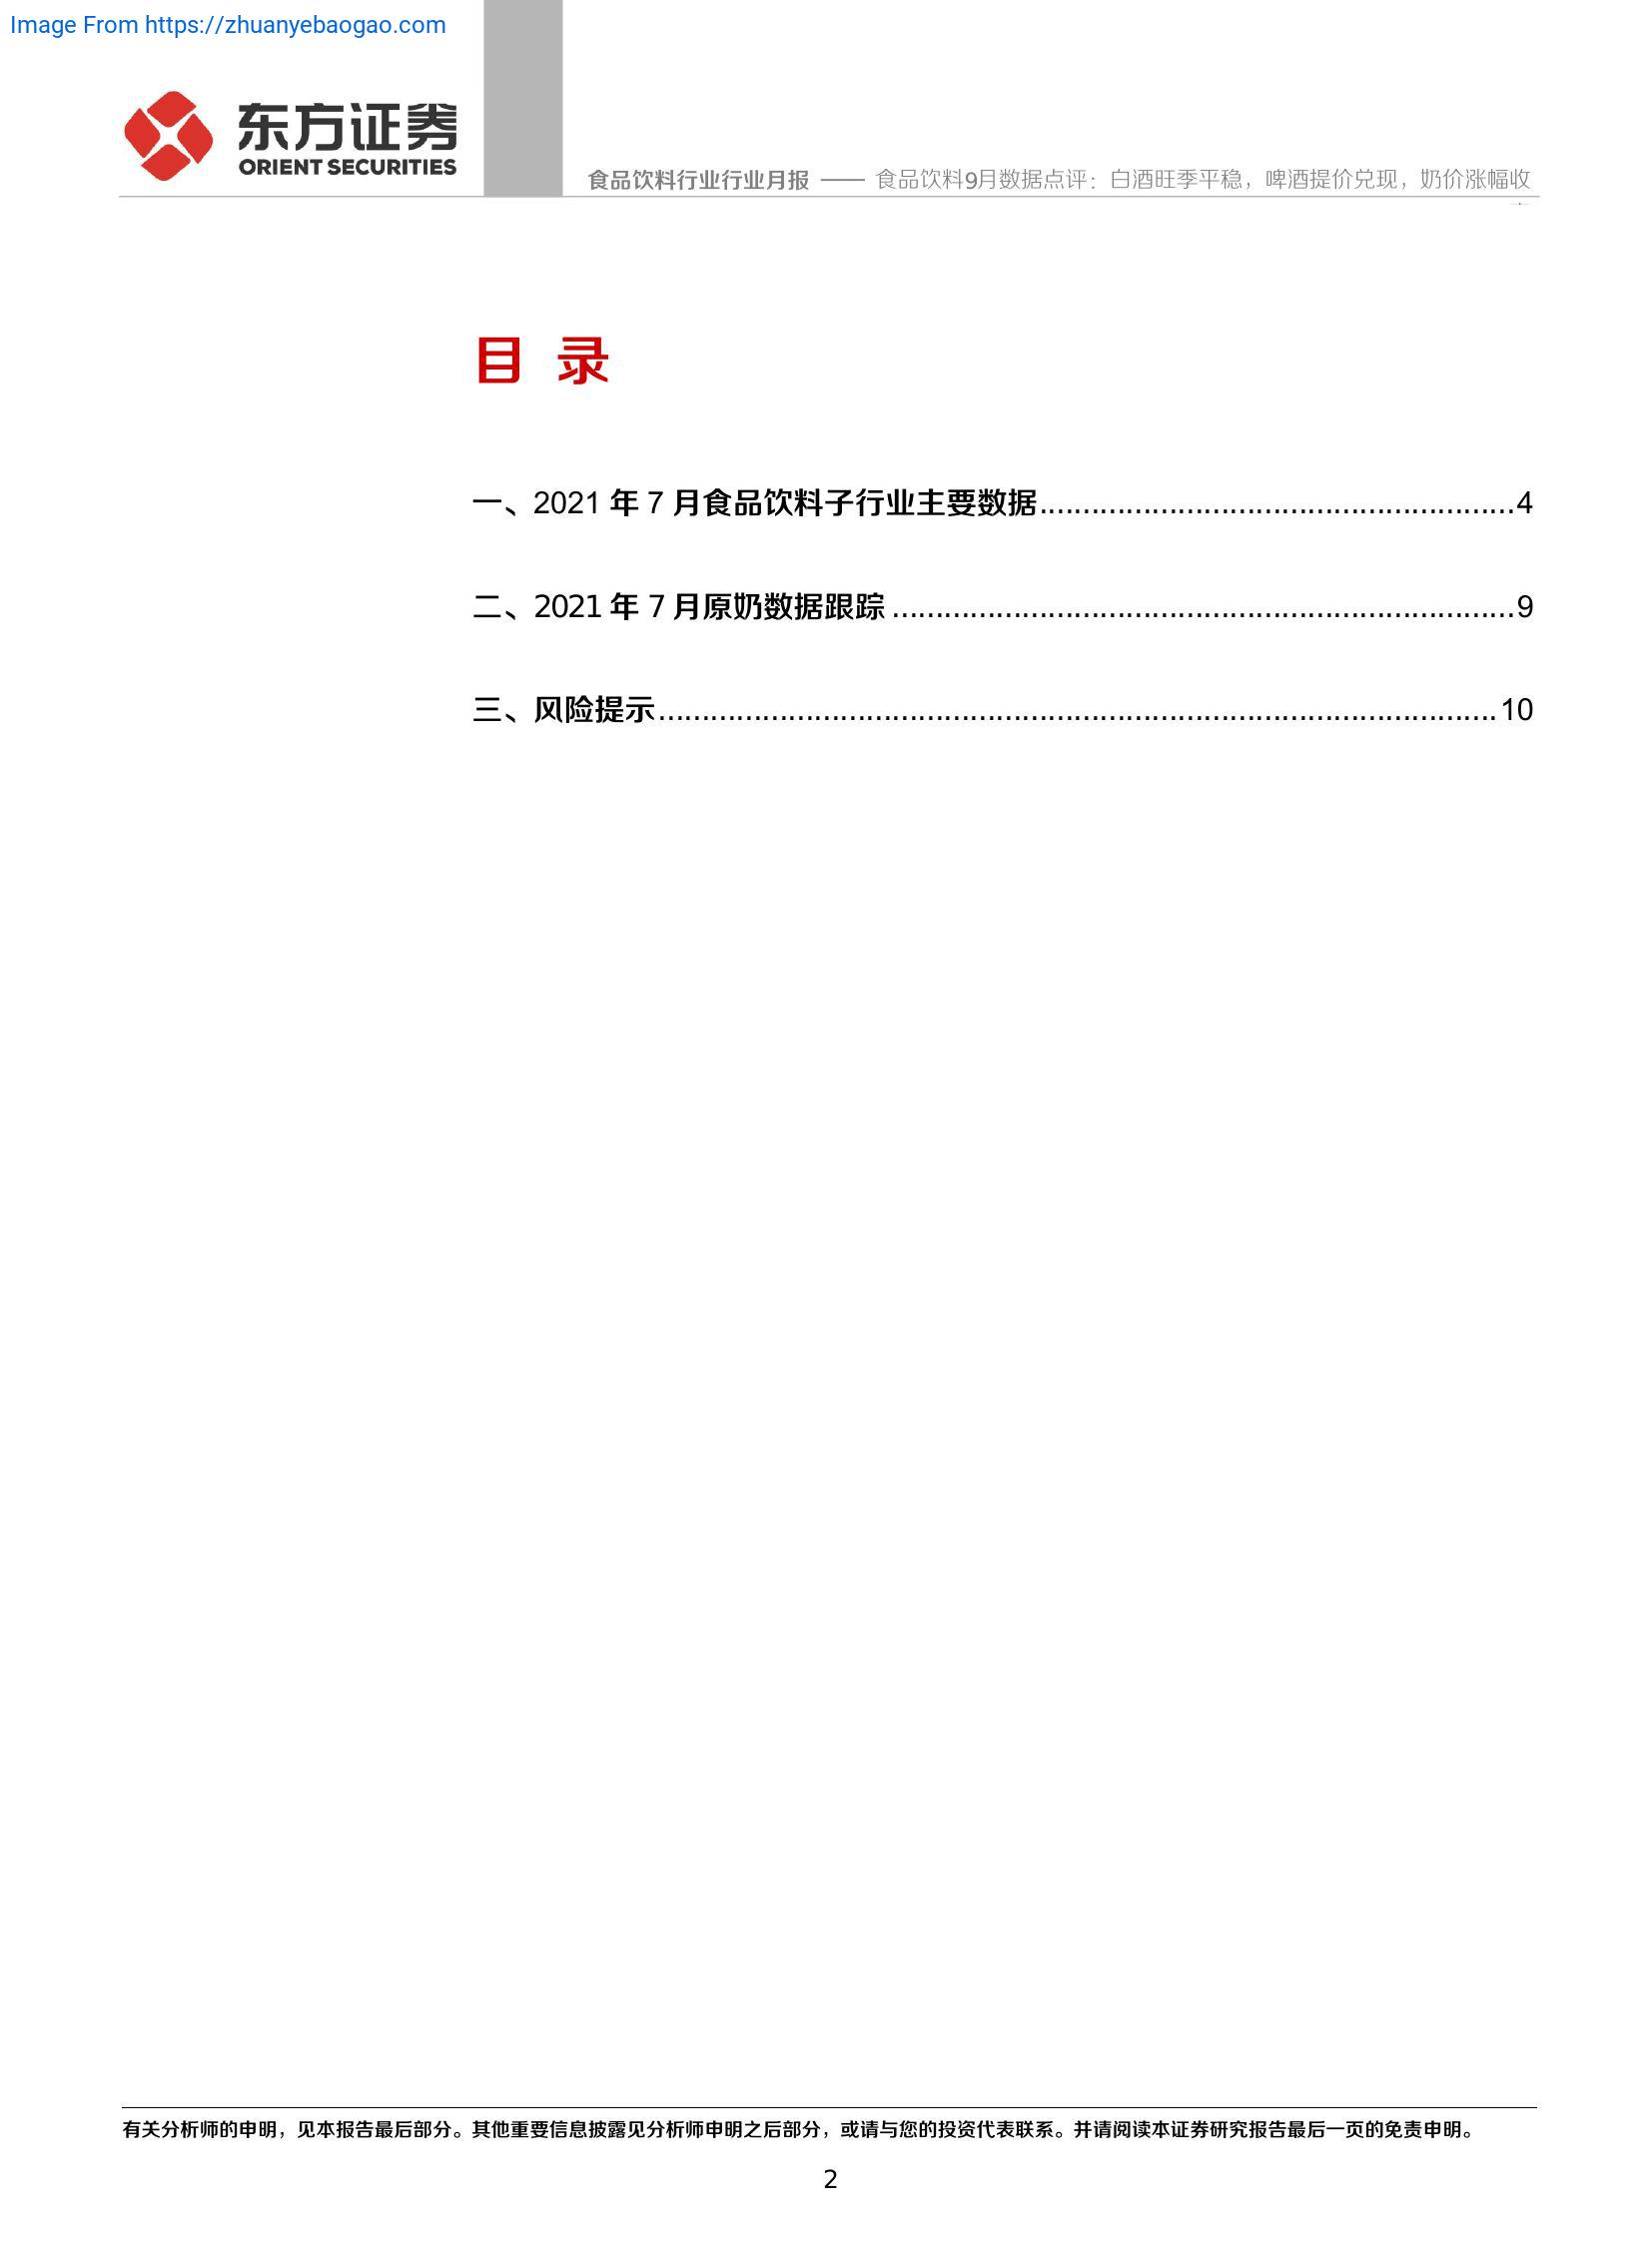 Image From https://zhuanyebaogao.com
东方证券
ORIENT SECURITIES
食品饮料行业行业月报 —— 食品饮料9月数据点评：白酒旺季平稳，啤酒提价兑现，奶价涨幅收
目 录
一、2021 年 7 月食品饮料子行业主要数据......................................................4
二、2021 年 7 月原奶数据跟踪 ........................................................................9
三、风险提示................................................................................................10
有关分析师的申明，见本报告最后部分。其他重要信息披露见分析师申明之后部分，或请与您的投资代表联系。并请阅读本证券研究报告最后一页的免责申明。
2